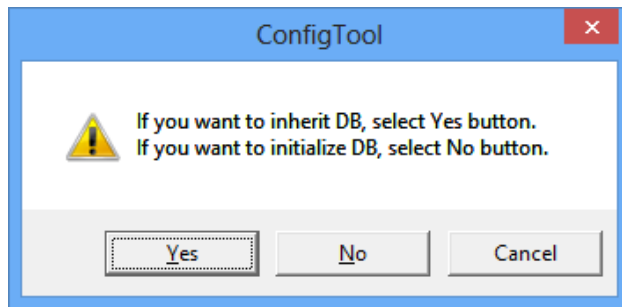 ConfigTool
If you want to inherit DB, select Yes button.
If you want to initialize DB, select No button.
Yes
No
Cancel